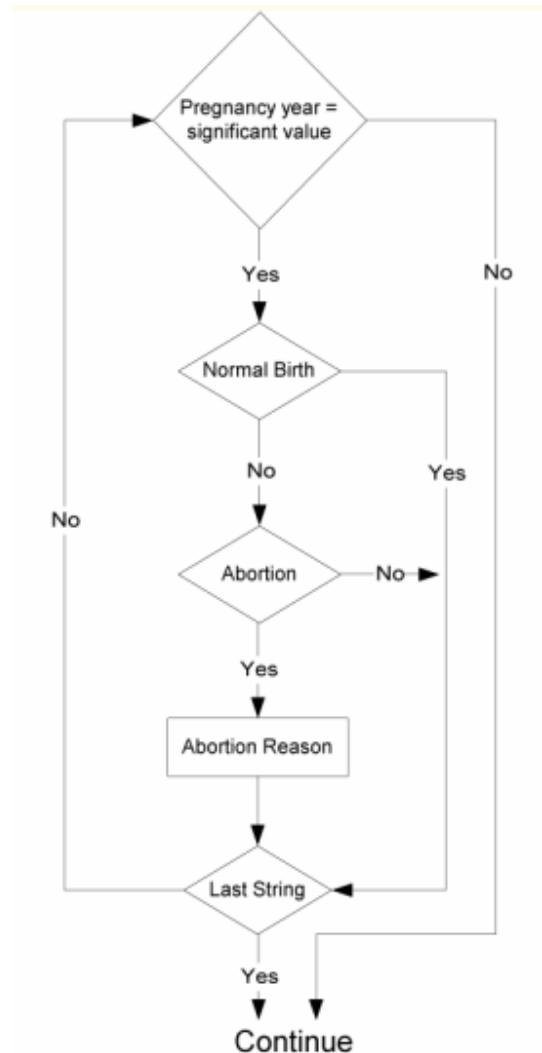 Pregnancy year =
significant value
Yes
No
Normal Birth
No
Yes
No
Abortion
No
Yes
Abortion Reason
Last String
Yes
Continue